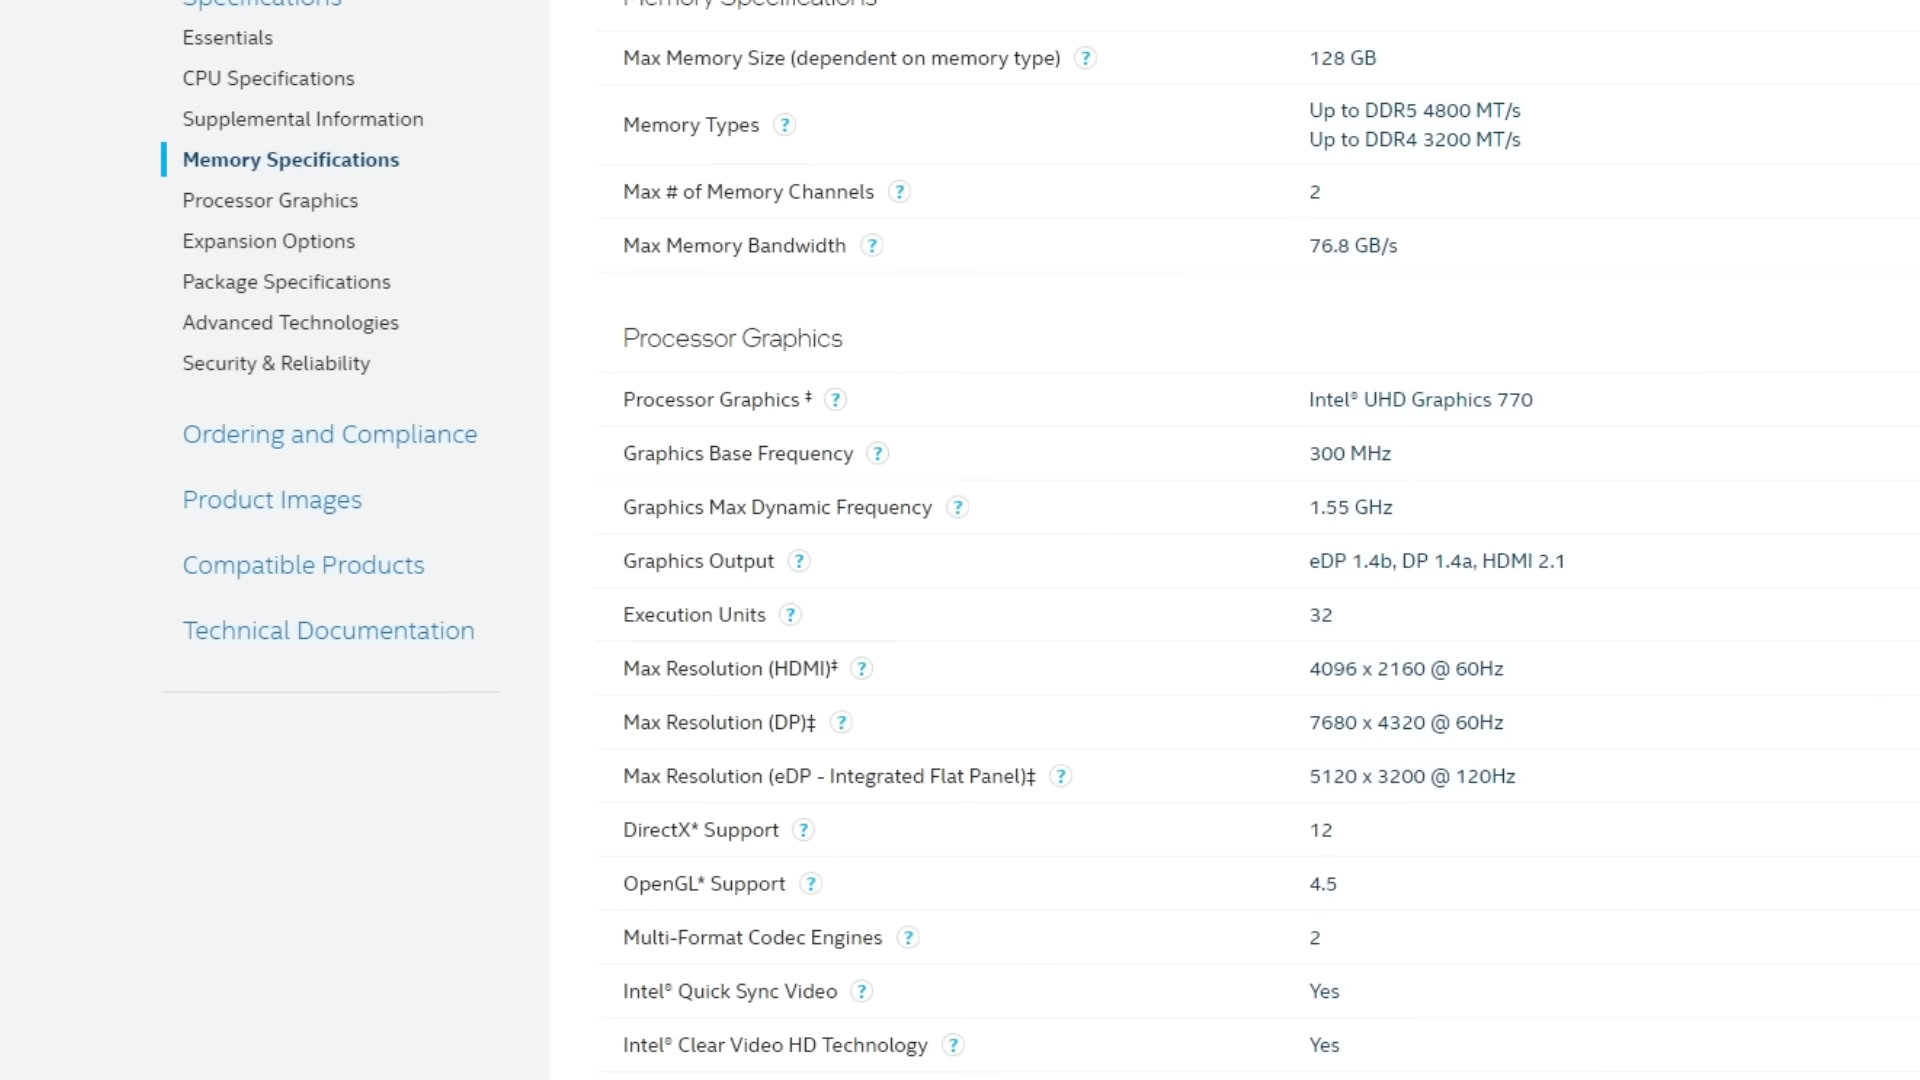 Specifications
Essentials
CPU Specifications
Supplemental Information
Memory Specifications
Processor Graphics
Expansion Options
Package Specifications
Advanced Technologies
Security & Reliability
Ordering and Compliance
Product Images
Compatible Products
Technical Documentation
Memory Specifications
Max Memory Size (dependent on memory type) ? 128 GB
Memory Types ? Up to DDR5 4800 MT/s
Up to DDR4 3200 MT/s
Max # of Memory Channels ? 2
Max Memory Bandwidth ? 76.8 GB/s
Processor Graphics
Processor Graphics ‡ ? Intel® UHD Graphics 770
Graphics Base Frequency ? 300 MHz
Graphics Max Dynamic Frequency ? 1.55 GHz
Graphics Output ? eDP 1.4b, DP 1.4a, HDMI 2.1
Execution Units ? 32
Max Resolution (HDMI)‡ ? 4096 x 2160 @ 60Hz
Max Resolution (DP)‡ ? 7680 x 4320 @ 60Hz
Max Resolution (eDP - Integrated Flat Panel)‡ ? 5120 x 3200 @ 120Hz
DirectX* Support ? 12
OpenGL* Support ? 4.5
Multi-Format Codec Engines ? 2
Intel® Quick Sync Video ? Yes
Intel® Clear Video HD Technology ? Yes